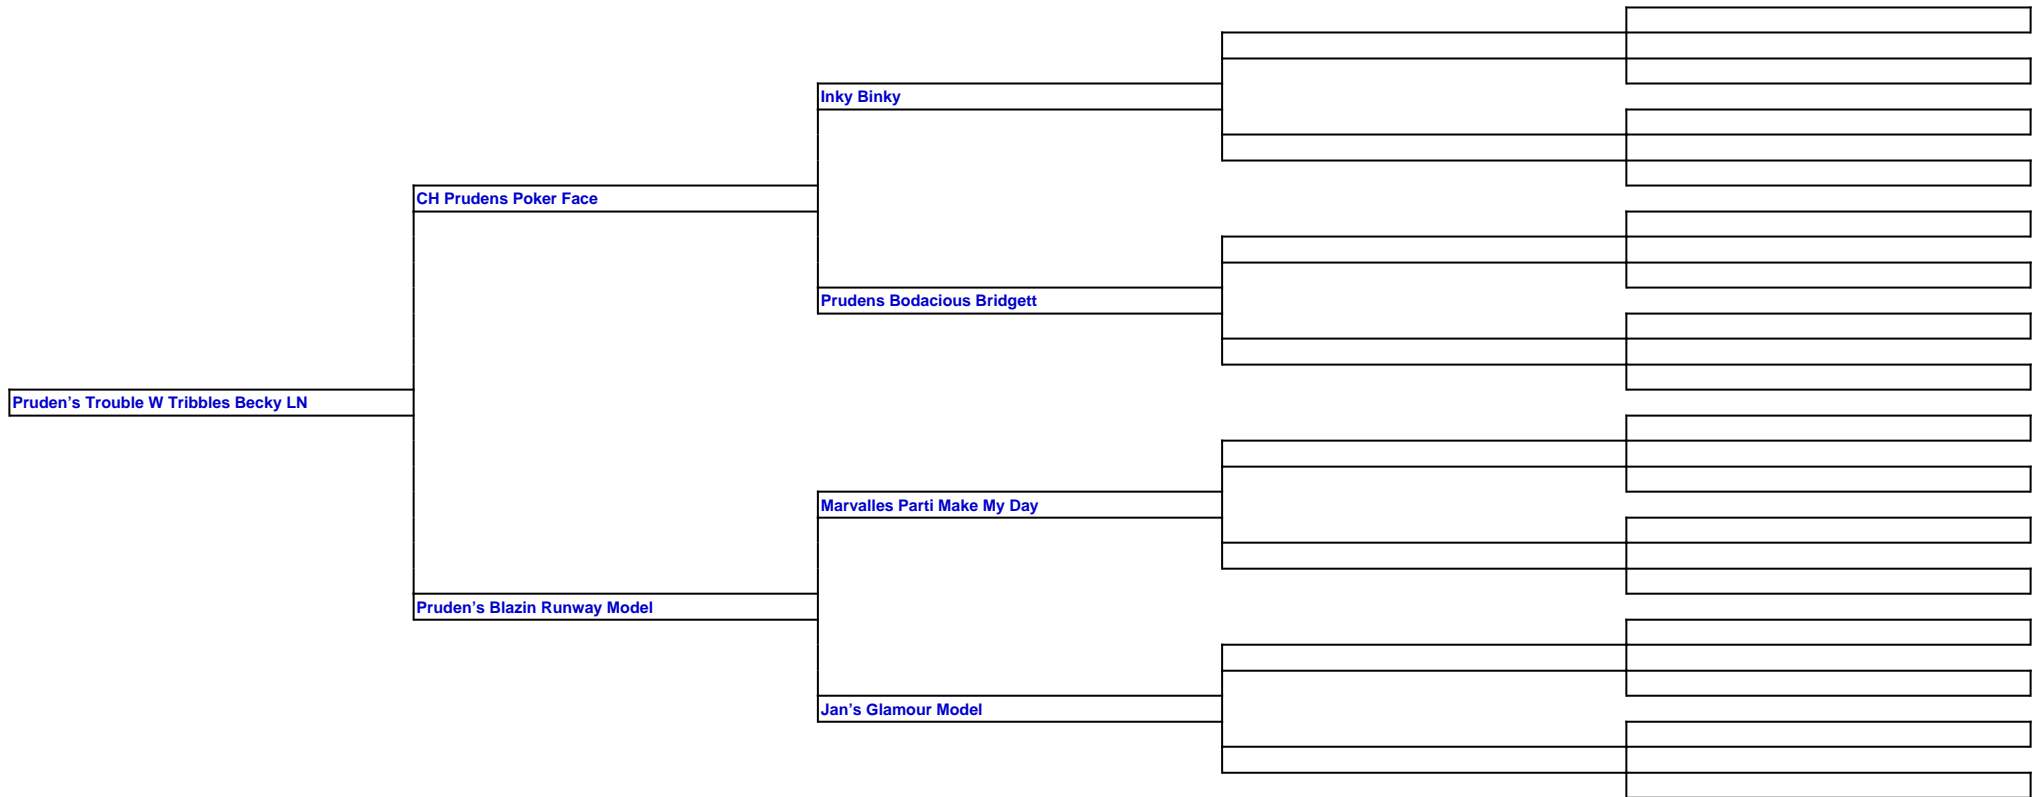 Inky Binky
CH Prudens Poker Face
Prudens Bodacious Bridgett
Pruden’s Trouble W Tribbles Becky LN
Marvalles Parti Make My Day
Pruden’s Blazin Runway Model
Jan’s Glamour Model